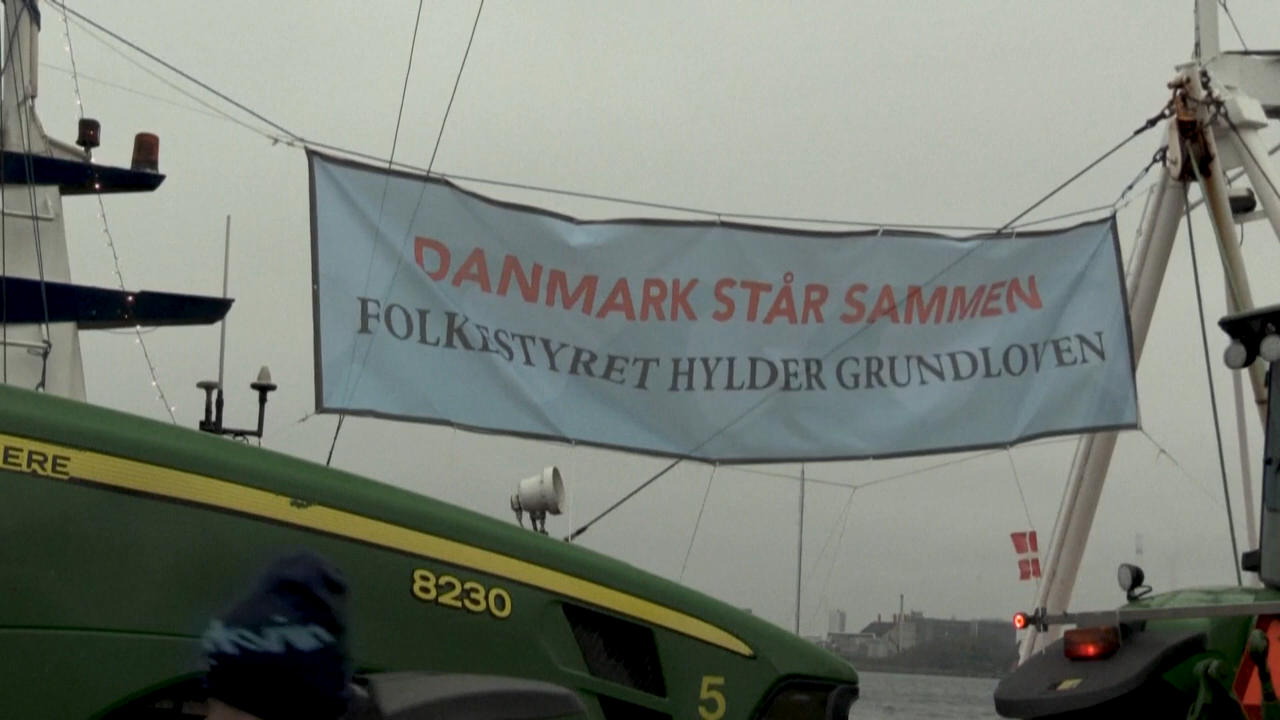 DANMARK STÅR SAMMEN
FOLKESTYRET HYLDER GRUNDLOVEN
ERE
8230
5